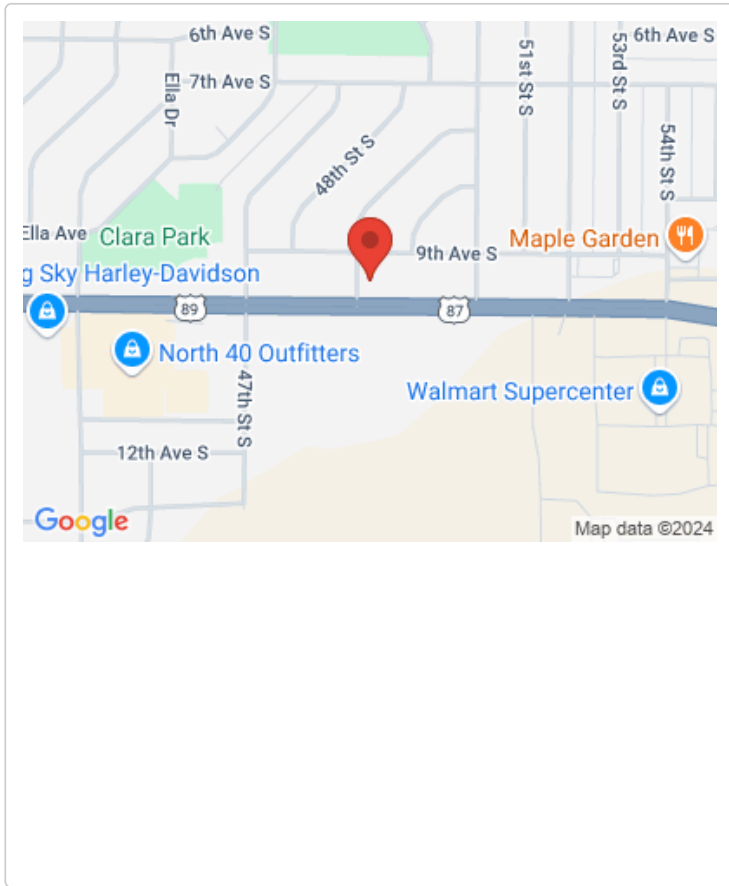 6th Ave S
6th Ave S
7th Ave S
Ella Dr
51st St S
53rd St S
48th St S
54th St S
Ella Ave
Clara Park
9th Ave S
Maple Garden
g Sky Harley-Davidson
89
87
North 40 Outfitters
47th St S
Walmart Supercenter
12th Ave S
Google
Map data ©2024